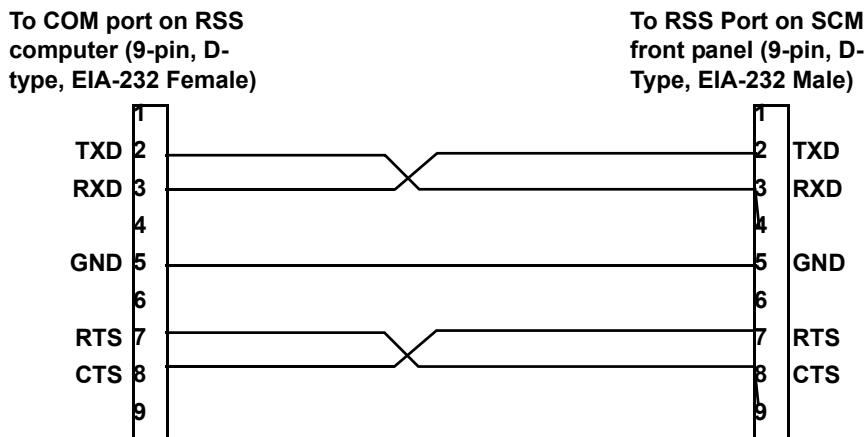 To COM port on RSS
computer (9-pin, D-
type, EIA-232 Female)
To RSS Port on SCM
front panel (9-pin, D-
Type, EIA-232 Male)
1 1
TXD 2 2 TXD
RXD 3 3 RXD
4 4
GND 5 5 GND
6 6
RTS 7 7 RTS
CTS 8 8 CTS
9 9